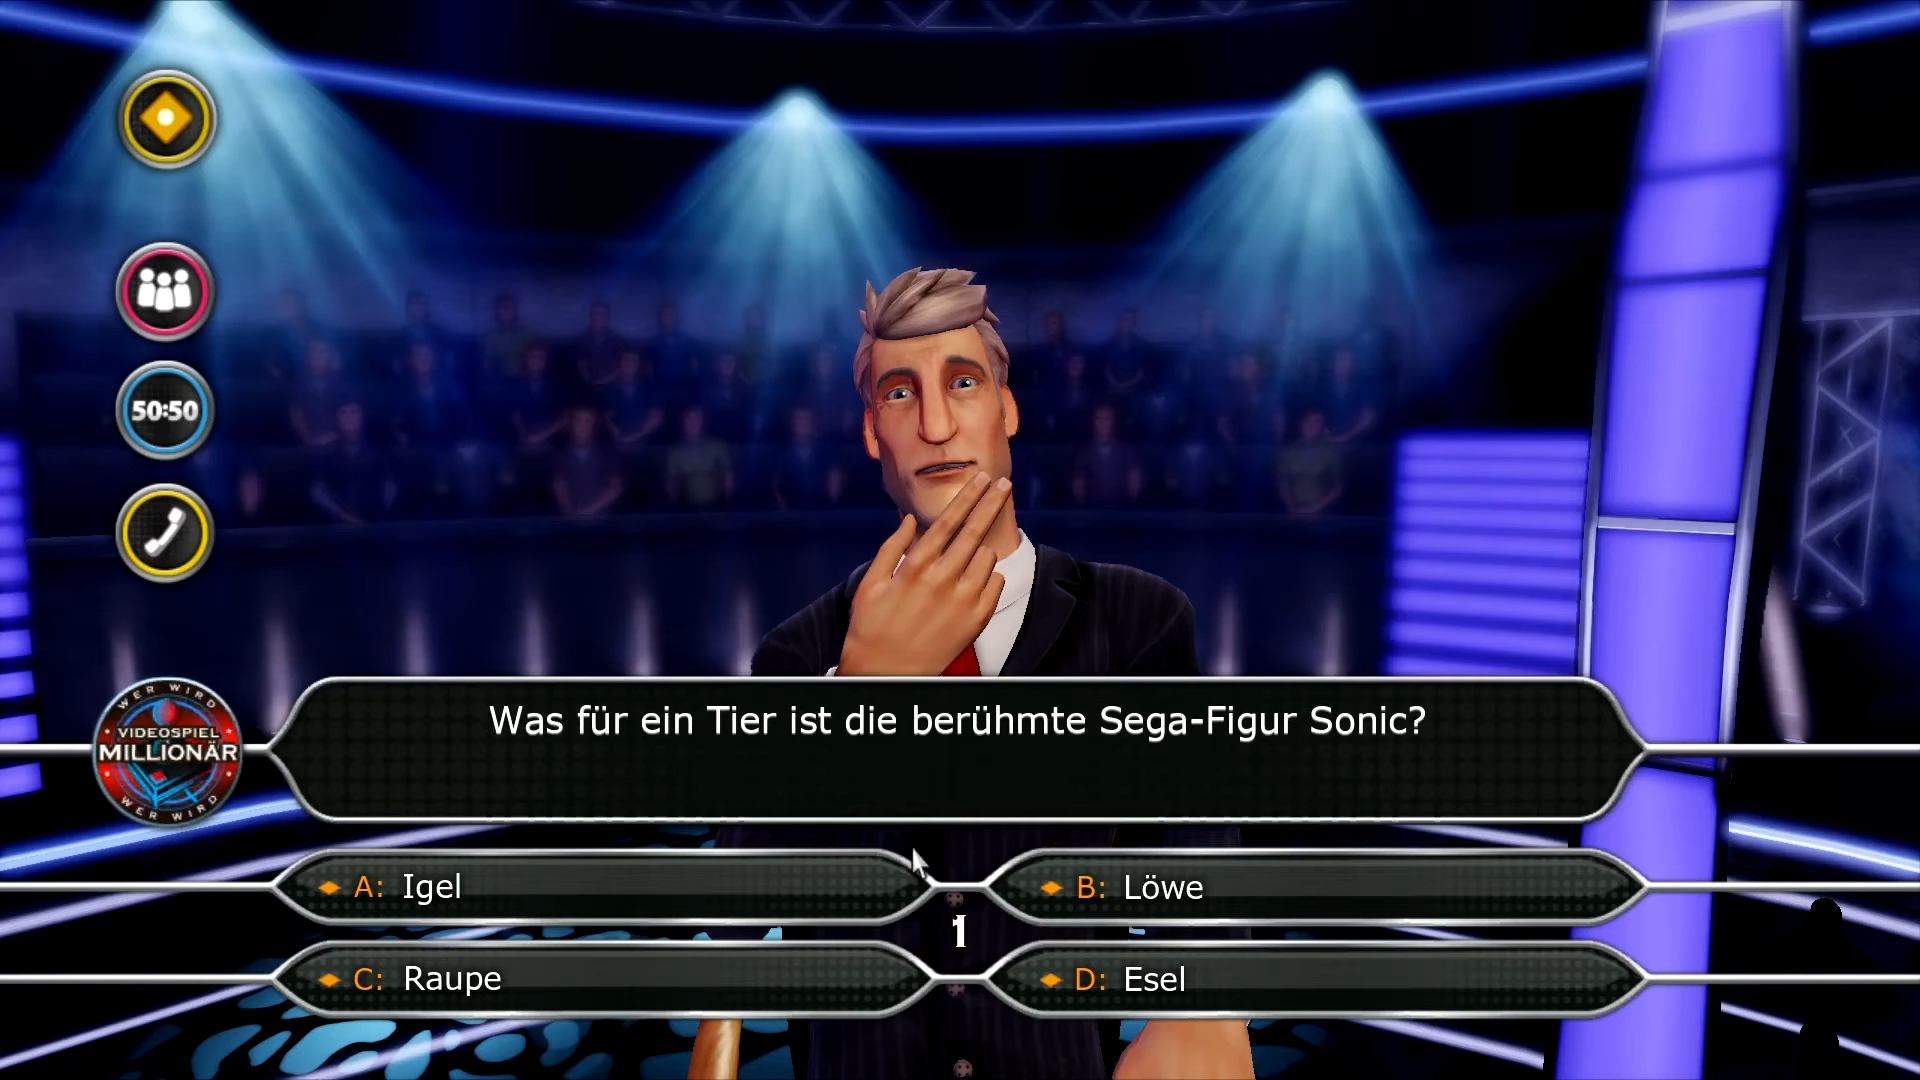 50:50
WER WIRD
VIDEOSPIEL
MILLIONÄR
WER WIRD
Was für ein Tier ist die berühmte Sega-Figur Sonic?
A: Igel
B: Löwe
1
C: Raupe
D: Esel